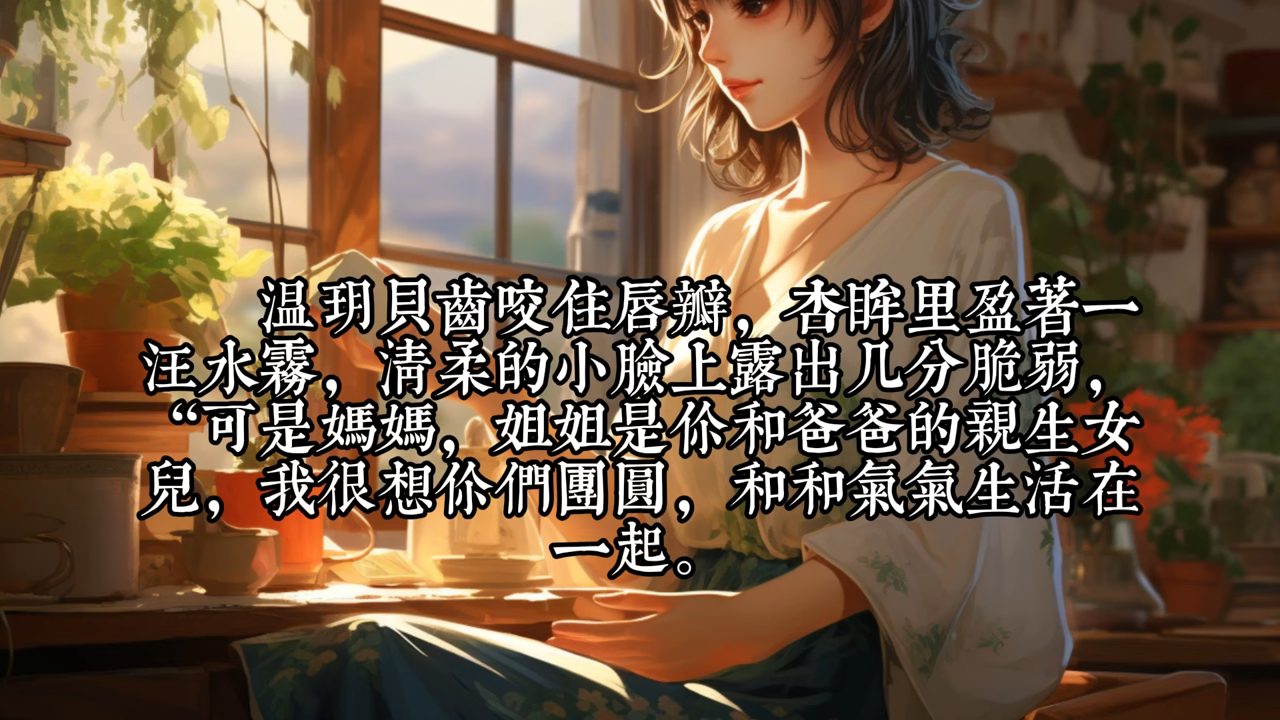 温玥貝齒咬住唇瓣，杏眸里盈著一
汪水霧，清柔的小臉上露出几分脆弱，
“可是媽媽，姐姐是你和爸爸的親生女
兒，我很想你們團圓，和和氣氣生活在
一起。